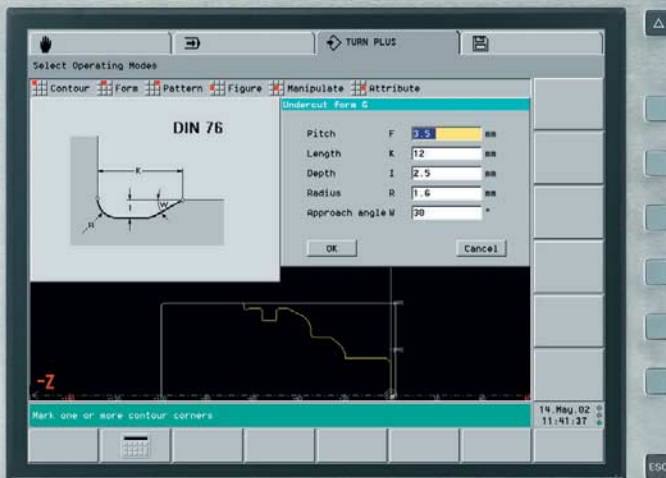 TURN PLUS
Select Operating Modes
Contour Form Pattern Figure Manipulate Attribute
Undercut form G
DIN 76
K
I
W
R
Pitch F 3.5 mm
Length K 12 mm
Depth I 2.5 mm
Radius R 1.6 mm
Approach angle W 30 °
OK Cancel
-Z
Mark one or more contour corners
14.May.02
11:41:37
ESC